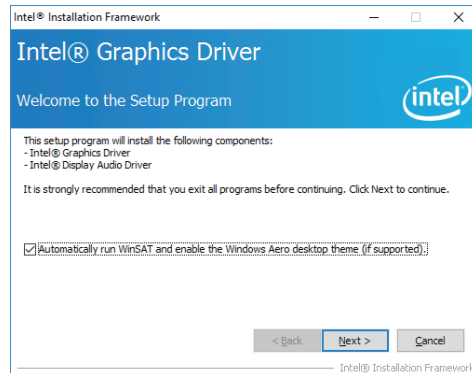 Intel® Installation Framework
Intel® Graphics Driver
Welcome to the Setup Program
intel
This setup program will install the following components:
- Intel® Graphics Driver
- Intel® Display Audio Driver
It is strongly recommended that you exit all programs before continuing. Click Next to continue.
Automatically run WinSAT and enable the Windows Aero desktop theme (if supported).
< Back Next > Cancel
Intel® Installation Framework